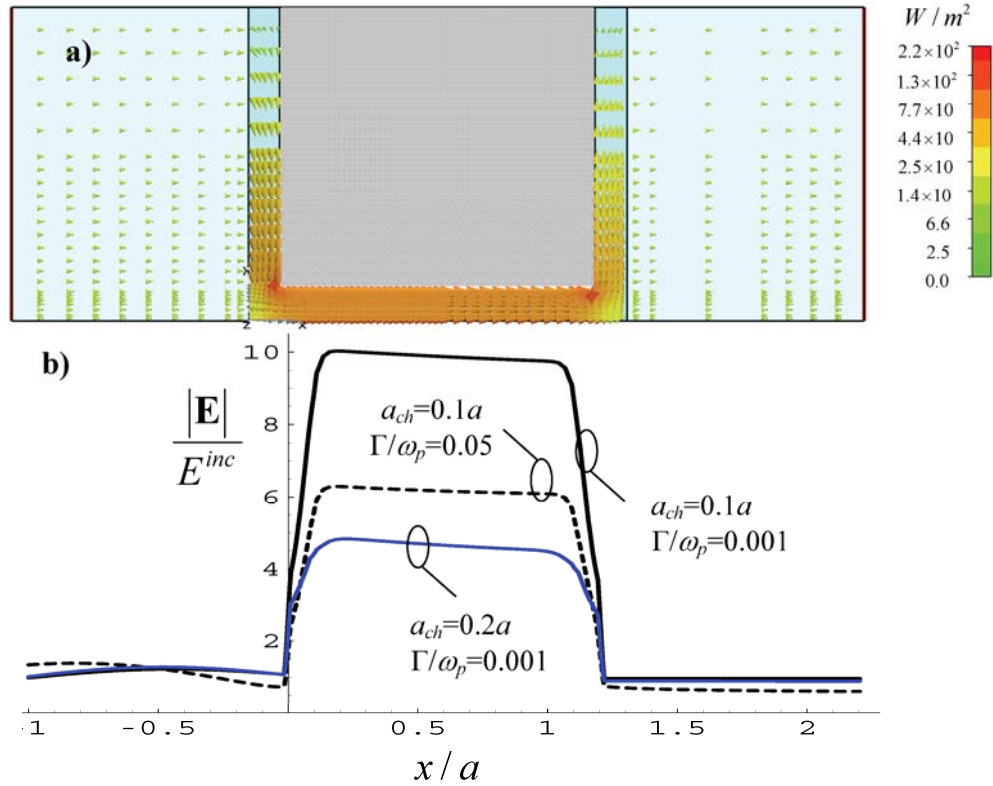 a)
W / m²
2.2×10²
1.3×10²
7.7×10
4.4×10
2.5×10
1.4×10
6.6
2.5
0.0
z
x
b)
|E|
E^inc
10
8
6
4
2
a_ch=0.1a
Γ/ω_p=0.05
a_ch=0.1a
Γ/ω_p=0.001
a_ch=0.2a
Γ/ω_p=0.001
-1 -0.5 0.5 1 1.5 2
x / a